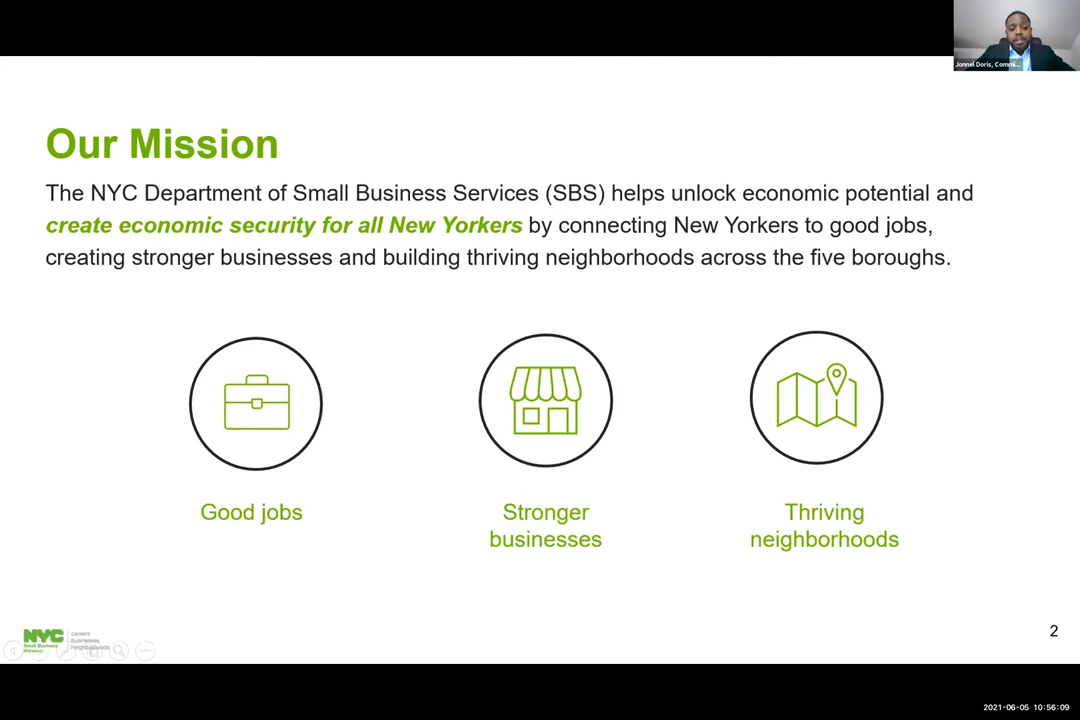 Jonnel Doris, Commi...
Our Mission
The NYC Department of Small Business Services (SBS) helps unlock economic potential and
create economic security for all New Yorkers by connecting New Yorkers to good jobs,
creating stronger businesses and building thriving neighborhoods across the five boroughs.
Good jobs
Stronger
businesses
Thriving
neighborhoods
NYC
Small Business
Services
careers
businesses
neighborhoods
2
2021-06-05 10:56:09